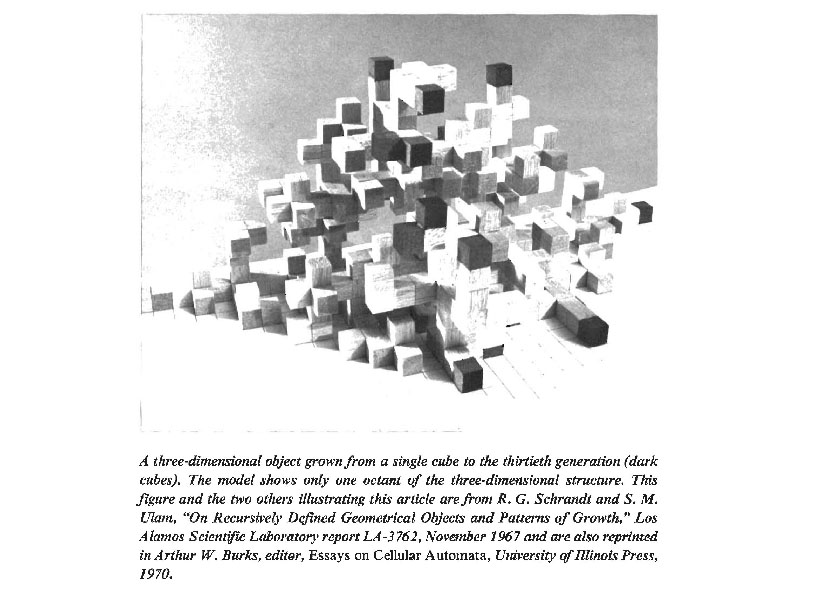 A three-dimensional object grown from a single cube to the thirtieth generation (dark
cubes). The model shows only one octant of the three-dimensional structure. This
figure and the two others illustrating this article are from R. G. Schrandt and S. M.
Ulam, “On Recursively Defined Geometrical Objects and Patterns of Growth,” Los
Alamos Scientific Laboratory report LA-3762, November 1967 and are also reprinted
in Arthur W. Burks, editor, Essays on Cellular Automata, University of Illinois Press,
1970.